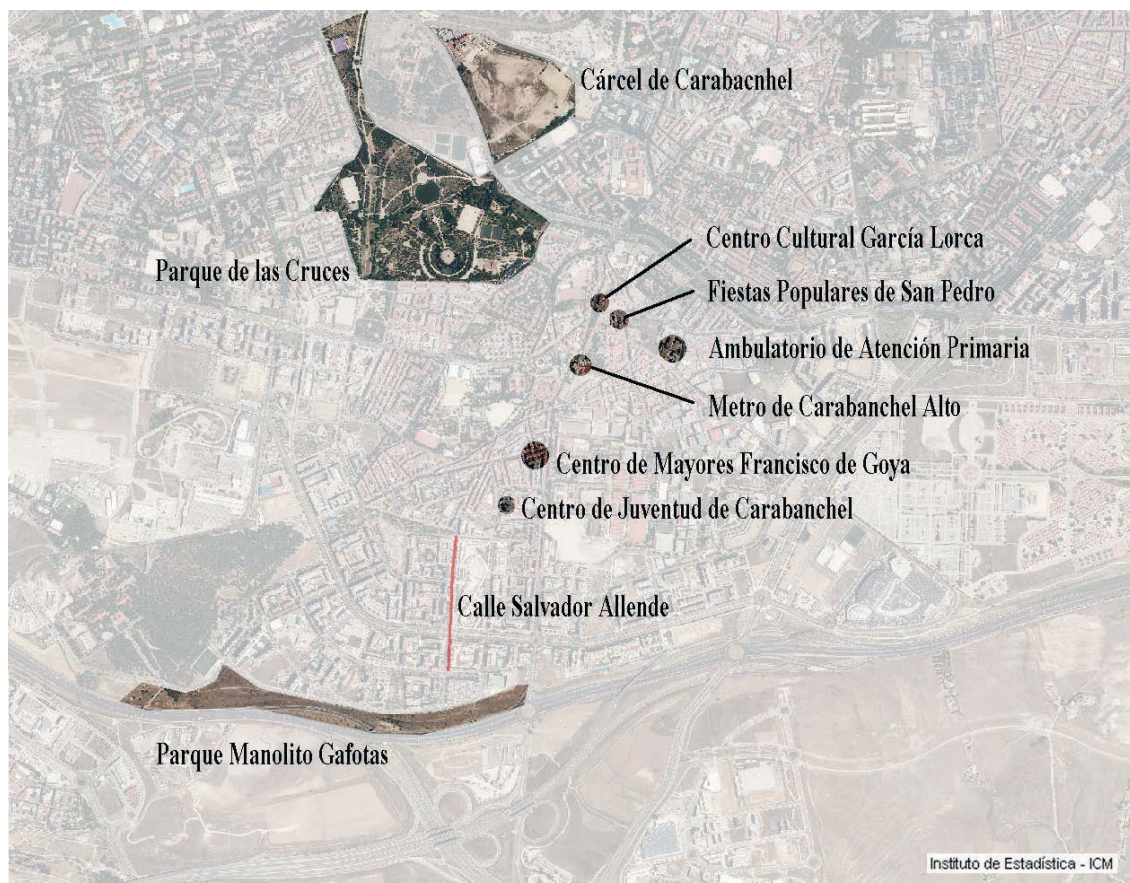 Cárcel de Carabacnhel
Centro Cultural García Lorca
Parque de las Cruces
Fiestas Populares de San Pedro
Ambulatorio de Atención Primaria
Metro de Carabanchel Alto
Centro de Mayores Francisco de Goya
Centro de Juventud de Carabanchel
Calle Salvador Allende
Parque Manolito Gafotas
Instituto de Estadística - ICM